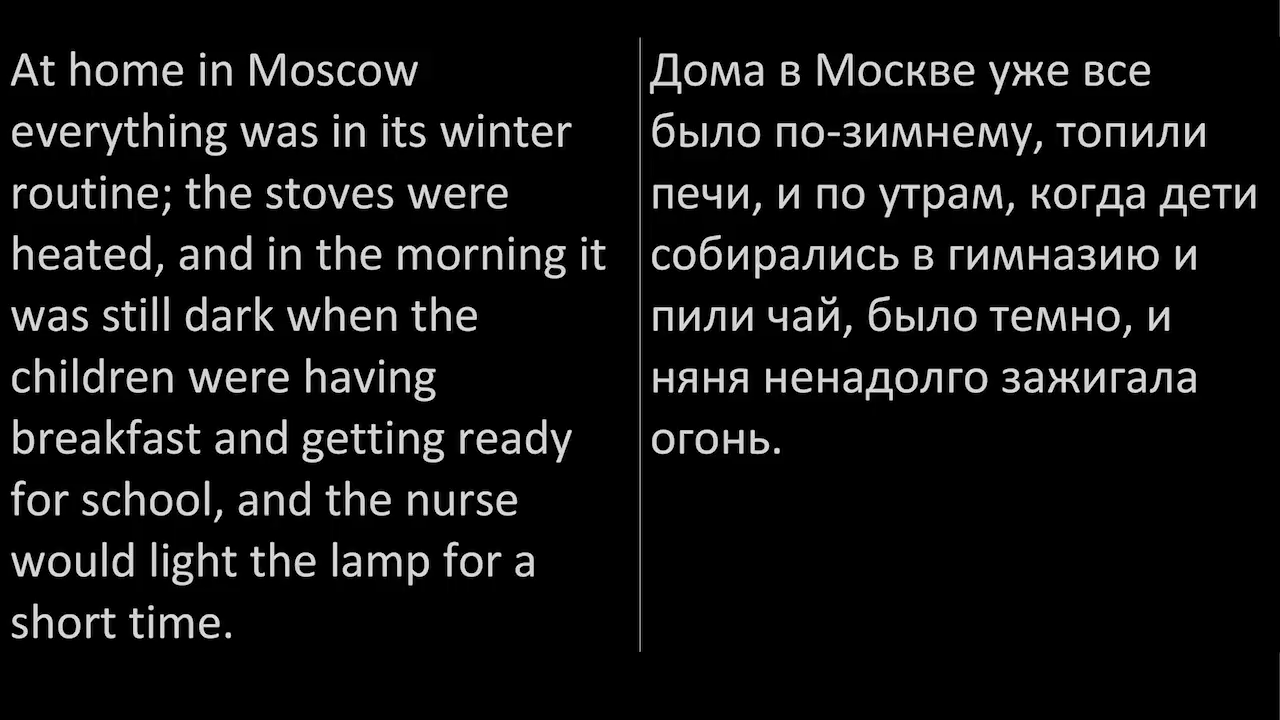 At home in Moscow
everything was in its winter
routine; the stoves were
heated, and in the morning it
was still dark when the
children were having
breakfast and getting ready
for school, and the nurse
would light the lamp for a
short time.
Дома в Москве уже все
было по-зимнему, топили
печи, и по утрам, когда дети
собирались в гимназию и
пили чай, было темно, и
няня ненадолго зажигала
огонь.